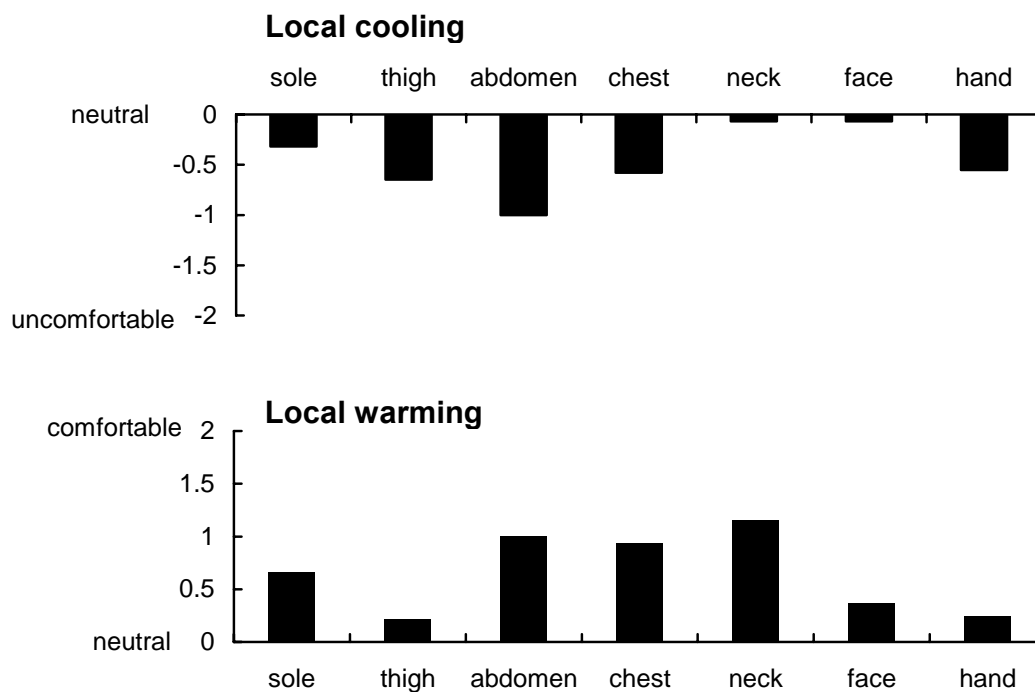 Local cooling
sole thigh abdomen chest neck face hand
neutral 0
-0.5
-1
-1.5
uncomfortable -2
Local warming
comfortable 2
1.5
1
0.5
neutral 0
sole thigh abdomen chest neck face hand